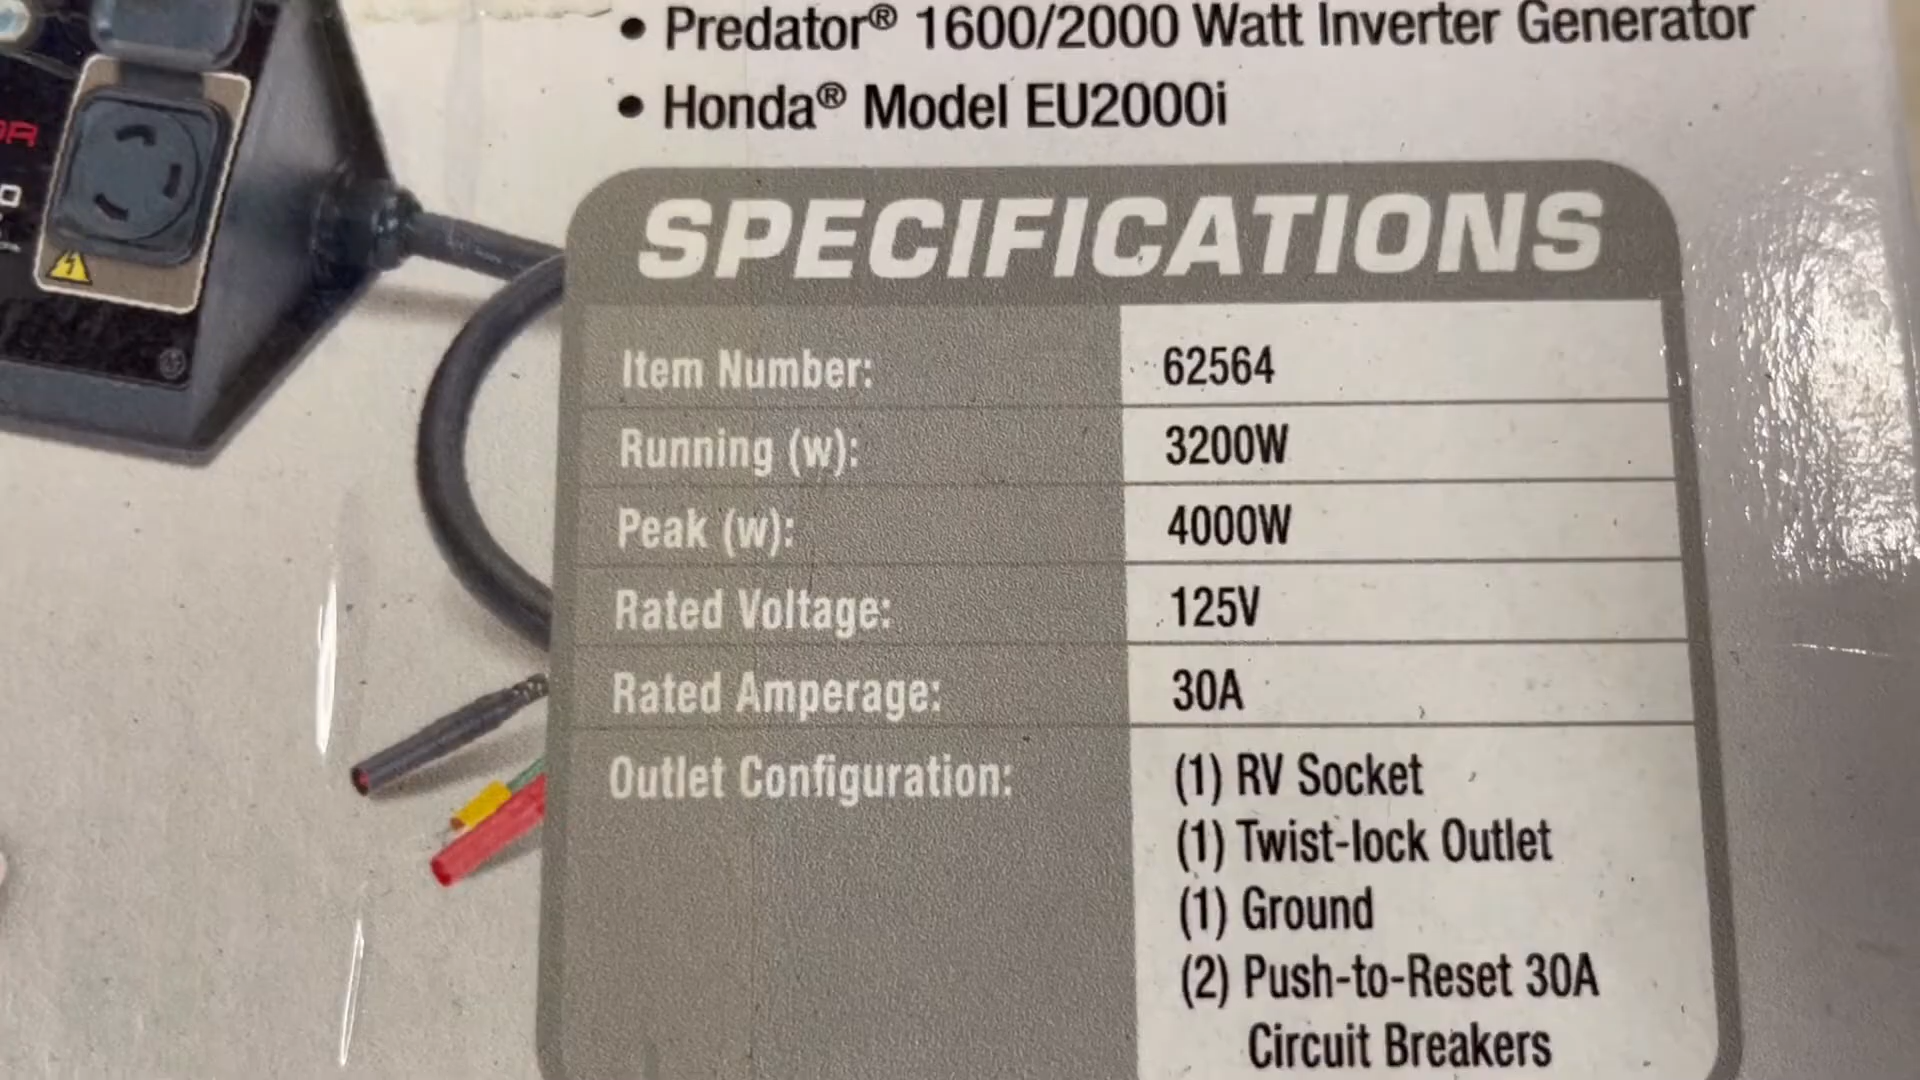 • Predator® 1600/2000 Watt Inverter Generator
• Honda® Model EU2000i
SPECIFICATIONS
Item Number: 62564
Running (w): 3200W
Peak (w): 4000W
Rated Voltage: 125V
Rated Amperage: 30A
Outlet Configuration: (1) RV Socket
(1) Twist-lock Outlet
(1) Ground
(2) Push-to-Reset 30A
Circuit Breakers